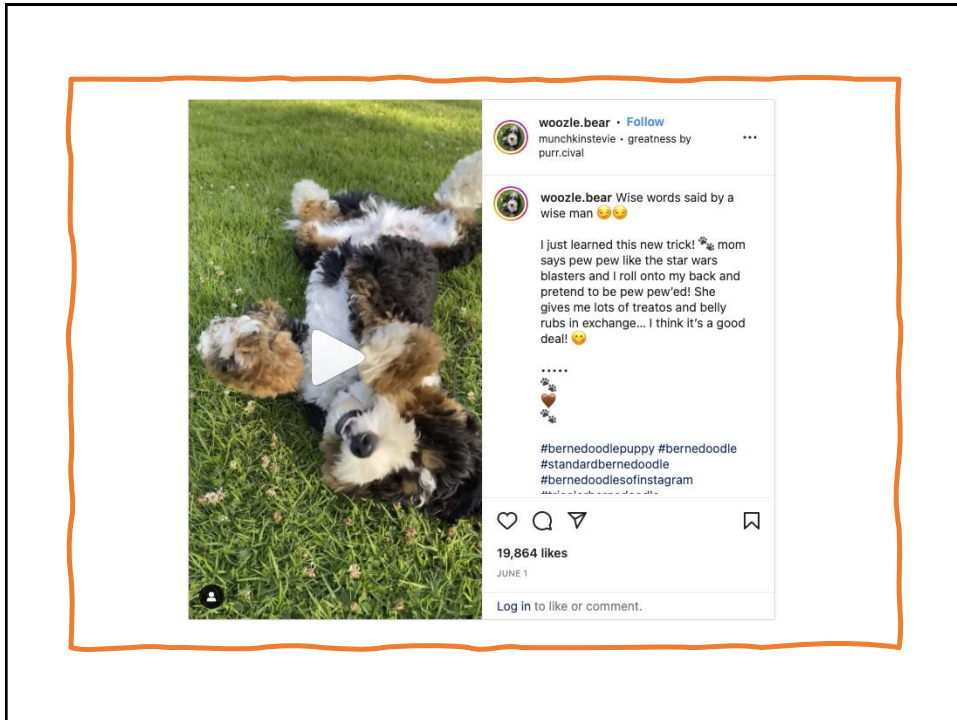 woozle.bear • Follow
munchkinstevie • greatness by
purr.cival
woozle.bear Wise words said by a
wise man 😏😏
I just learned this new trick! 🐾 mom
says pew pew like the star wars
blasters and I roll onto my back and
pretend to be pew pew'ed! She
gives me lots of treatos and belly
rubs in exchange... I think it's a good
deal! 😋
.....
🐾
🤎
🐾
#bernedoodlepuppy #bernedoodle
#standardbernedoodle
#bernedoodlesofinstagram
19,864 likes
JUNE 1
Log in to like or comment.